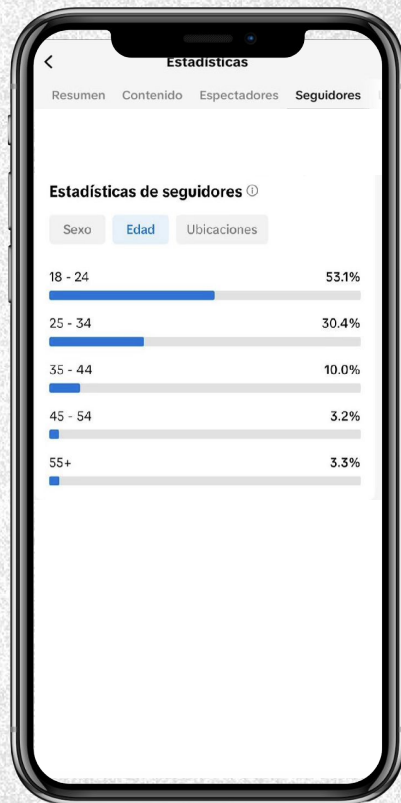 Estadísticas
Resumen Contenido Espectadores Seguidores
Estadísticas de seguidores
Sexo Edad Ubicaciones
18 - 24 53.1%
25 - 34 30.4%
35 - 44 10.0%
45 - 54 3.2%
55+ 3.3%